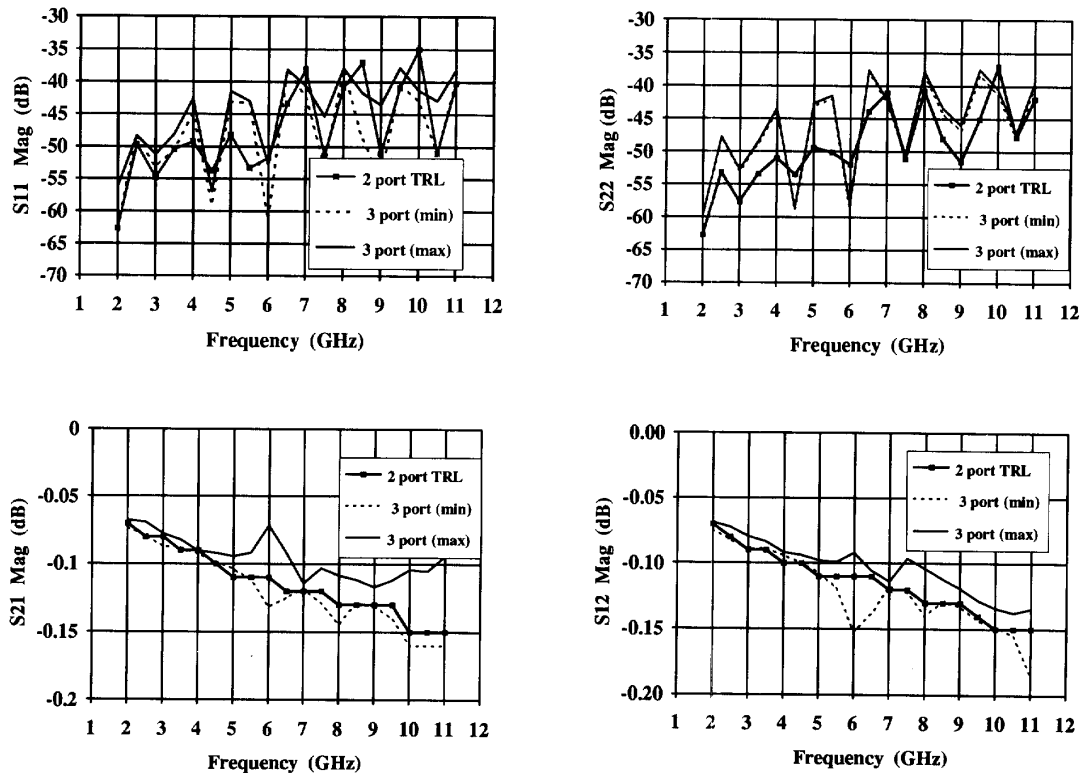 S11 Mag (dB)
-30
-35
-40
-45
-50
-55
-60
-65
-70
2 port TRL
3 port (min)
3 port (max)
1 2 3 4 5 6 7 8 9 10 11 12
Frequency (GHz)
S22 Mag (dB)
-30
-35
-40
-45
-50
-55
-60
-65
-70
2 port TRL
3 port (min)
3 port (max)
1 2 3 4 5 6 7 8 9 10 11 12
Frequency (GHz)
S21 Mag (dB)
0
-0.05
-0.1
-0.15
-0.2
2 port TRL
3 port (min)
3 port (max)
1 2 3 4 5 6 7 8 9 10 11 12
Frequency (GHz)
S12 Mag (dB)
0.00
-0.05
-0.10
-0.15
-0.20
2 port TRL
3 port (min)
3 port (max)
1 2 3 4 5 6 7 8 9 10 11 12
Frequency (GHz)